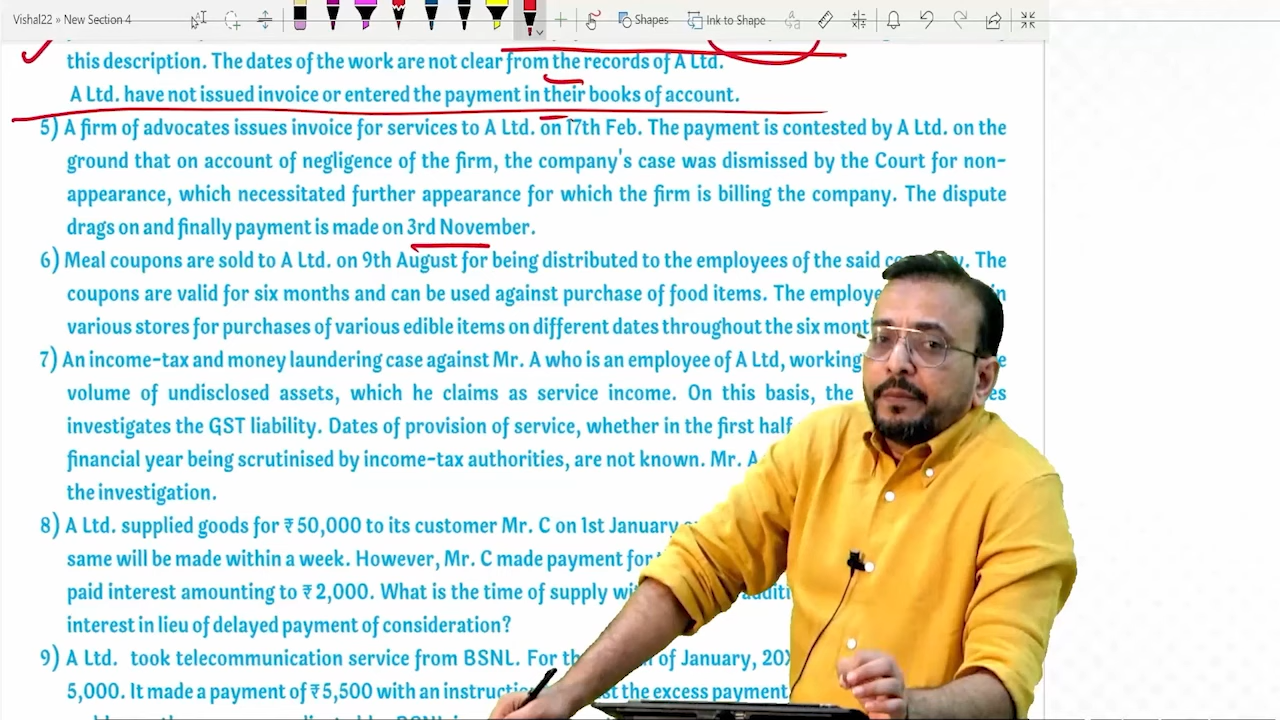 Vishal22 » New Section 4
Shapes
Ink to Shape
this description. The dates of the work are not clear from the records of A Ltd.
A Ltd. have not issued invoice or entered the payment in their books of account.
5) A firm of advocates issues invoice for services to A Ltd. on 17th Feb. The payment is contested by A Ltd. on the
ground that on account of negligence of the firm, the company's case was dismissed by the Court for non-
appearance, which necessitated further appearance for which the firm is billing the company. The dispute
drags on and finally payment is made on 3rd November.
6) Meal coupons are sold to A Ltd. on 9th August for being distributed to the employees of the said The
coupons are valid for six months and can be used against purchase of food items. The in
various stores for purchases of various edible items on different dates throughout the six
7) An income-tax and money laundering case against Mr. A who is an employee of A Ltd, working
volume of undisclosed assets, which he claims as service income. On this basis, the
investigates the GST liability. Dates of provision of service, whether in the first half
financial year being scrutinised by income-tax authorities, are not known. Mr. A
the investigation.
8) A Ltd. supplied goods for ₹ 50,000 to its customer Mr. C on 1st January
same will be made within a week. However, Mr. C made payment for
paid interest amounting to ₹ 2,000. What is the time of supply
interest in lieu of delayed payment of consideration?
9) A Ltd. took telecommunication service from BSNL. For of January,
5,000. It made a payment of ₹ 5,500 with an the excess payment